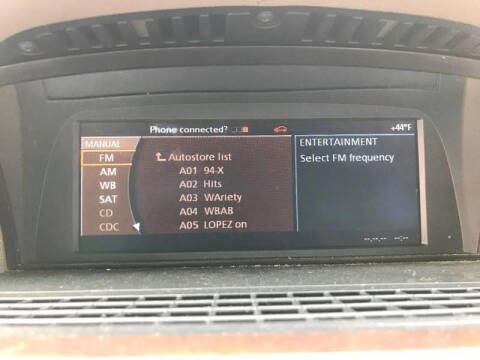 Phone connected?
+44°F
MANUAL
FM
AM
WB
SAT
CD
CDC
Autostore list
A01 94-X
A02 Hits
A03 WAriety
A04 WBAB
A05 LOPEZ on
ENTERTAINMENT
Select FM frequency
--.--.-- --:--